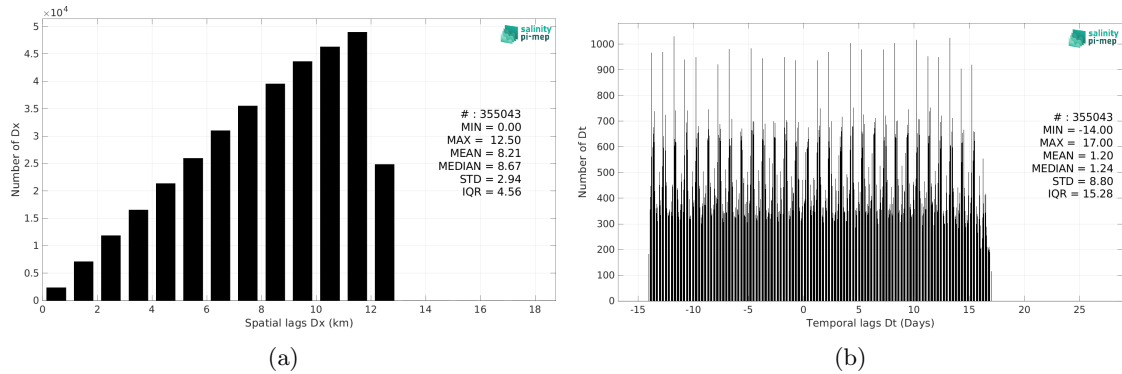 ×10⁴
5
4.5
4
3.5
3
2.5
2
1.5
1
0.5
0
Number of Dx
0 2 4 6 8 10 12 14 16 18
Spatial lags Dx (km)
salinity
pi-mep
# : 355043
MIN = 0.00
MAX = 12.50
MEAN = 8.21
MEDIAN = 8.67
STD = 2.94
IQR = 4.56
(a)
1000
900
800
700
600
500
400
300
200
100
0
Number of Dt
-15 -10 -5 0 5 10 15 20 25
Temporal lags Dt (Days)
salinity
pi-mep
# : 355043
MIN = -14.00
MAX = 17.00
MEAN = 1.20
MEDIAN = 1.24
STD = 8.80
IQR = 15.28
(b)